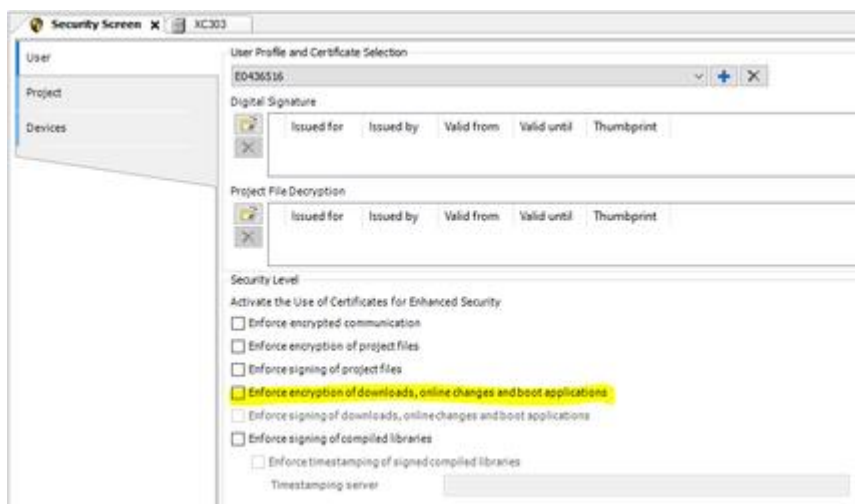 Security Screen XC303
User
Project
Devices
User Profile and Certificate Selection
E0436516
Digital Signature
Issued for Issued by Valid from Valid until Thumbprint
Project File Decryption
Issued for Issued by Valid from Valid until Thumbprint
Security Level
Activate the Use of Certificates for Enhanced Security
Enforce encrypted communication
Enforce encryption of project files
Enforce signing of project files
Enforce encryption of downloads, online changes and boot applications
Enforce signing of downloads, online changes and boot applications
Enforce signing of compiled libraries
Enforce timestamping of signed compiled libraries
Timestamping server